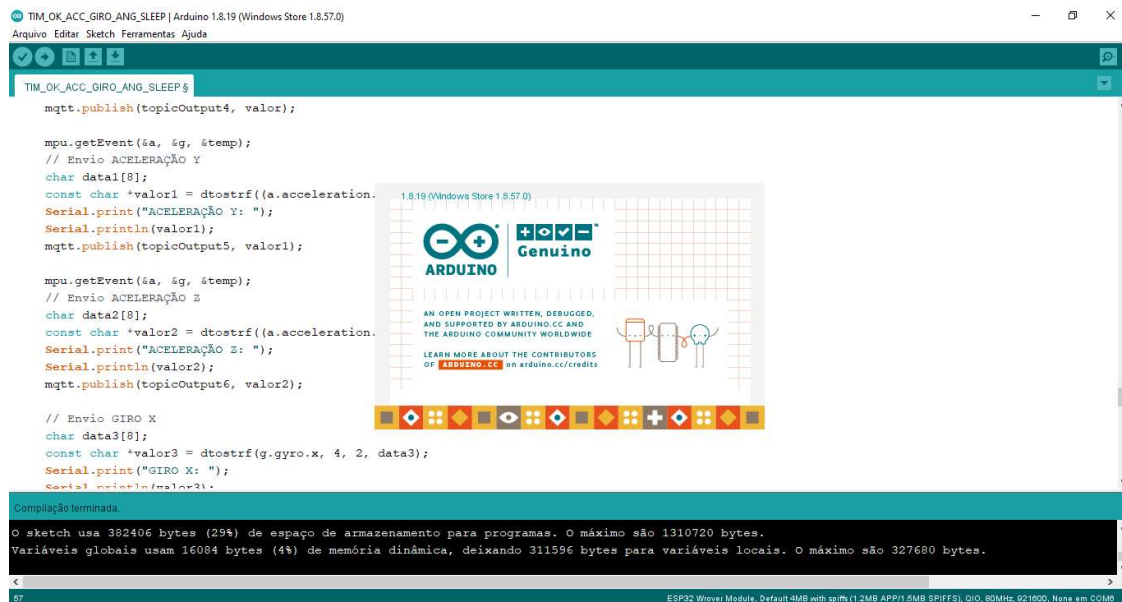 TIM_OK_ACC_GIRO_ANG_SLEEP | Arduino 1.8.19 (Windows Store 1.8.57.0)
Arquivo Editar Sketch Ferramentas Ajuda
TIM_OK_ACC_GIRO_ANG_SLEEP §
mqtt.publish(topicOutput4, valor);
mpu.getEvent(&a, &g, &temp);
// Envio ACELERAÇÃO Y
char data1[8];
const char *valor1 = dtostrf((a.acceleration.
Serial.print("ACELERAÇÃO Y: ");
Serial.println(valor1);
mqtt.publish(topicOutput5, valor1);
mpu.getEvent(&a, &g, &temp);
// Envio ACELERAÇÃO Z
char data2[8];
const char *valor2 = dtostrf((a.acceleration.
Serial.print("ACELERAÇÃO Z: ");
Serial.println(valor2);
mqtt.publish(topicOutput6, valor2);
// Envio GIRO X
char data3[8];
const char *valor3 = dtostrf(g.gyro.x, 4, 2, data3);
Serial.print("GIRO X: ");
Serial.println(valor3);
1.8.19 (Windows Store 1.8.57.0)
ARDUINO
Genuino
™
AN OPEN PROJECT WRITTEN, DEBUGGED,
AND SUPPORTED BY ARDUINO.CC AND
THE ARDUINO COMMUNITY WORLDWIDE
LEARN MORE ABOUT THE CONTRIBUTORS
OF ARDUINO.CC on arduino.cc/credits
Compilação terminada.
O sketch usa 382406 bytes (29%) de espaço de armazenamento para programas. O máximo são 1310720 bytes.
Variáveis globais usam 16084 bytes (4%) de memória dinâmica, deixando 311596 bytes para variáveis locais. O máximo são 327680 bytes.
57
ESP32 Wrover Module, Default 4MB with spiffs (1.2MB APP/1.5MB SPIFFS), QIO, 80MHz, 921600, None em COM6